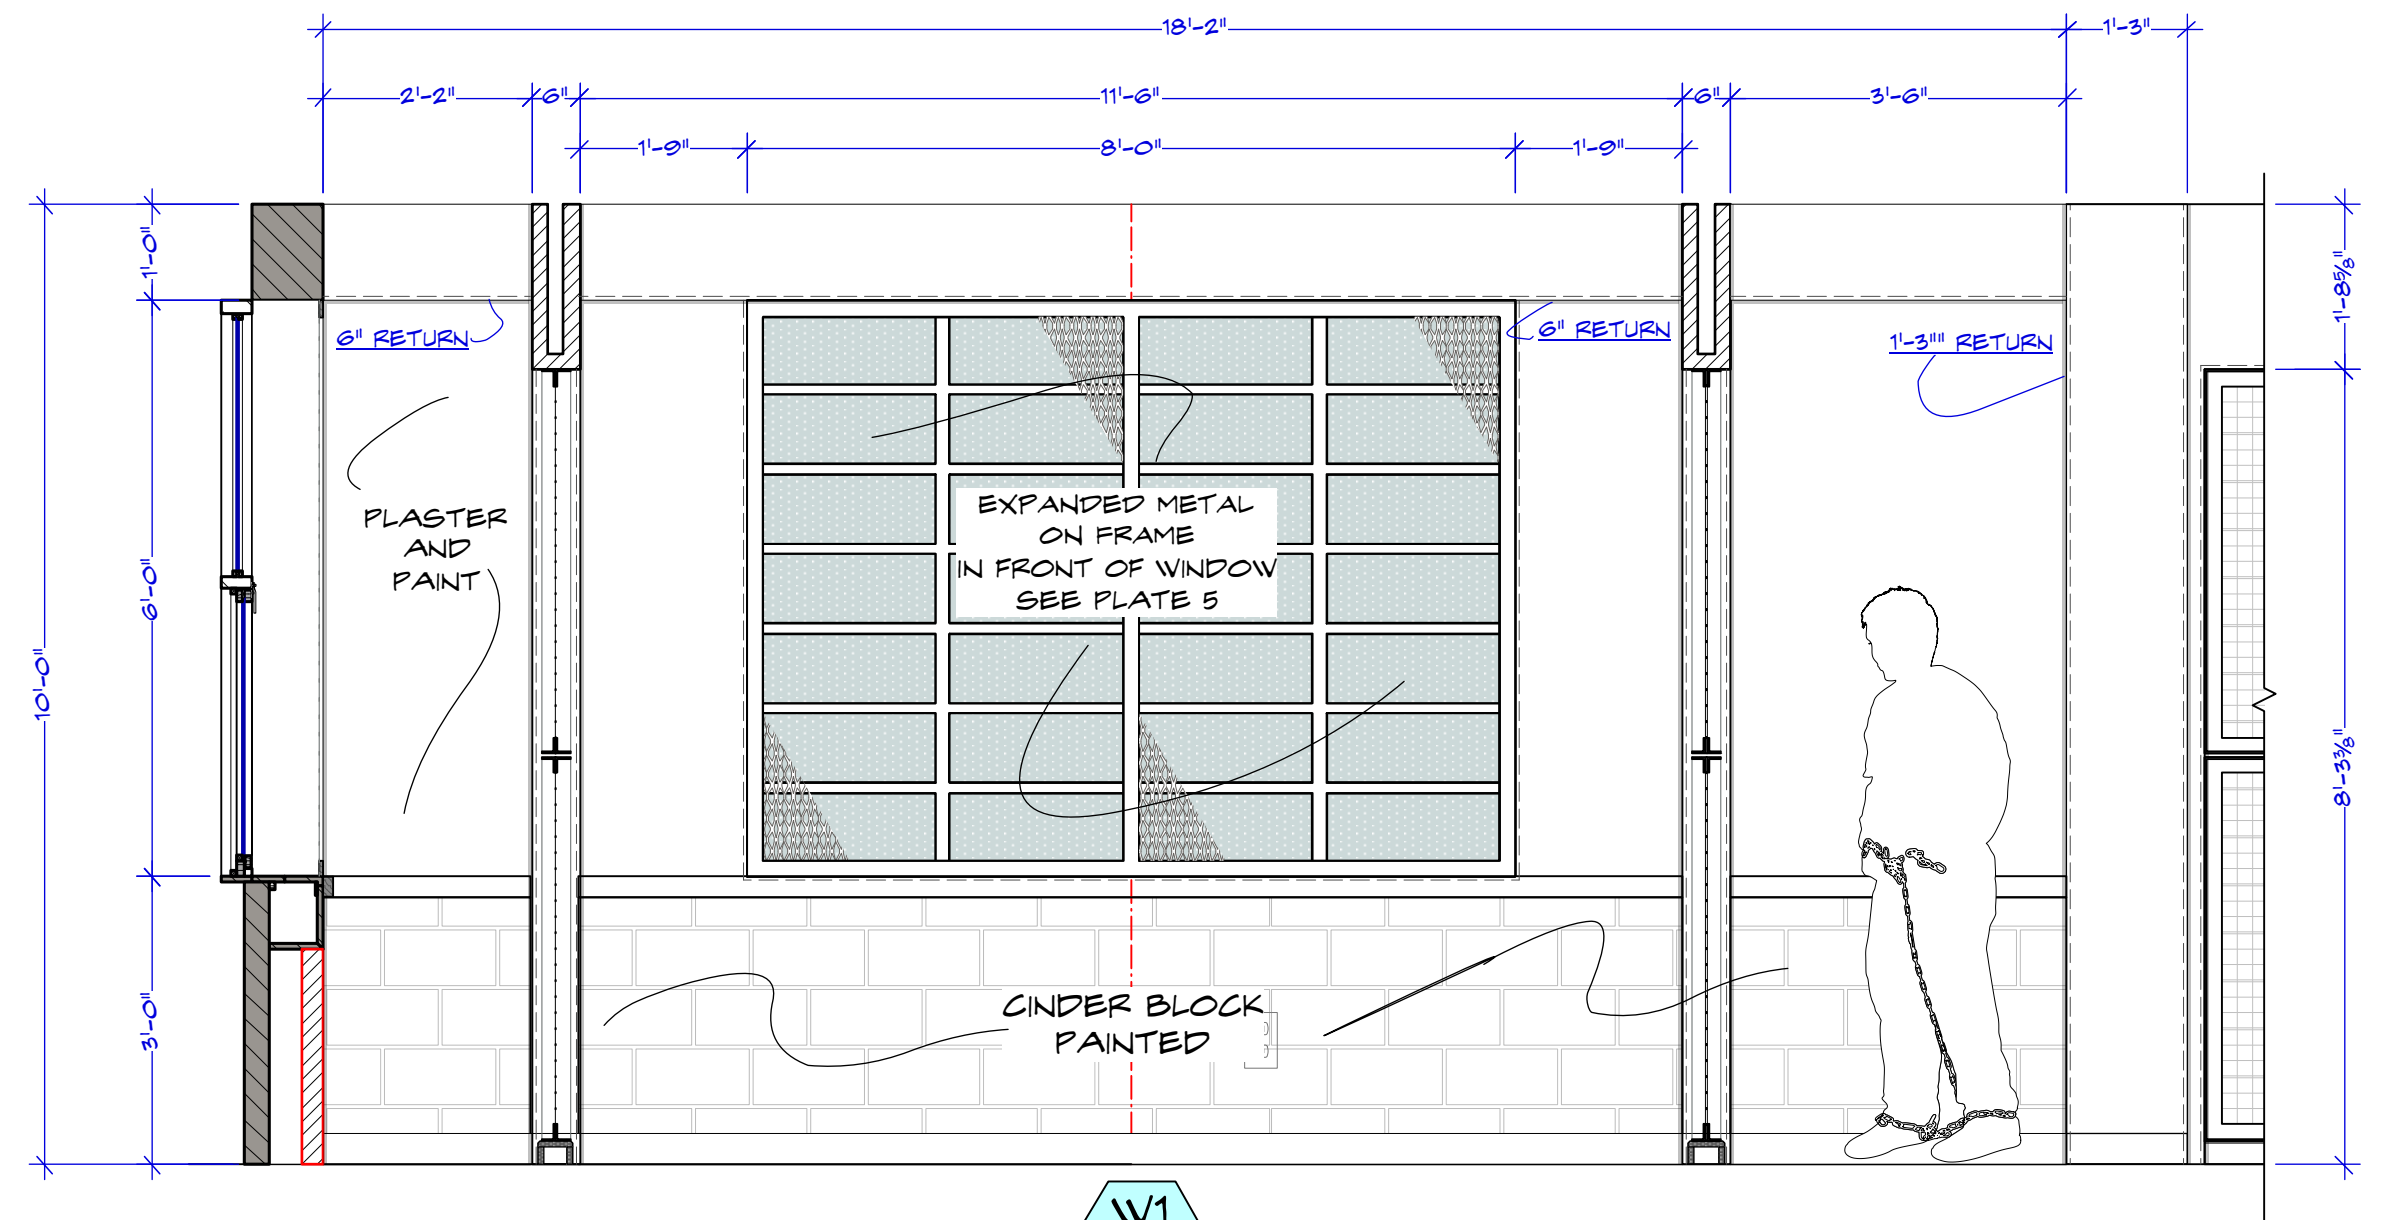 18'-2"
1'-3"
2'-2"
6"
11'-6"
6"
3'-6"
1'-9"
8'-0"
1'-9"
1'-0"
6'-0"
10'-0"
3'-0"
1'-8⅝"
8'-3⅜"
6" RETURN
6" RETURN
1'-3"" RETURN
PLASTER
AND
PAINT
EXPANDED METAL
ON FRAME
IN FRONT OF WINDOW
SEE PLATE 5
CINDER BLOCK
PAINTED
W1